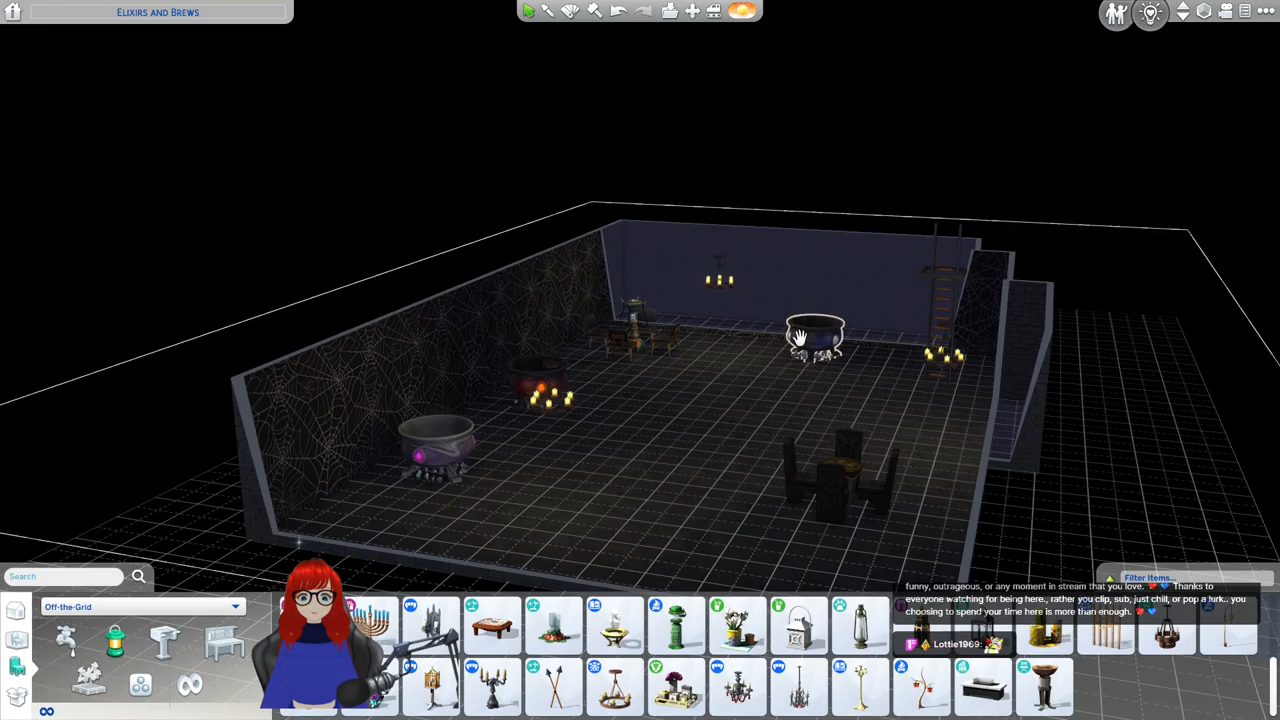 Elixirs and Brews
Search
Filter Items...
Off-the-Grid
funny, outrageous, or any moment in stream that you love. ❤️💙 Thanks to
everyone watching for being here., rather you clip, sub, just chill, or pop a lurk.. you
choosing to spend your time here is more than enough. ❤️💙
Lottie1969: